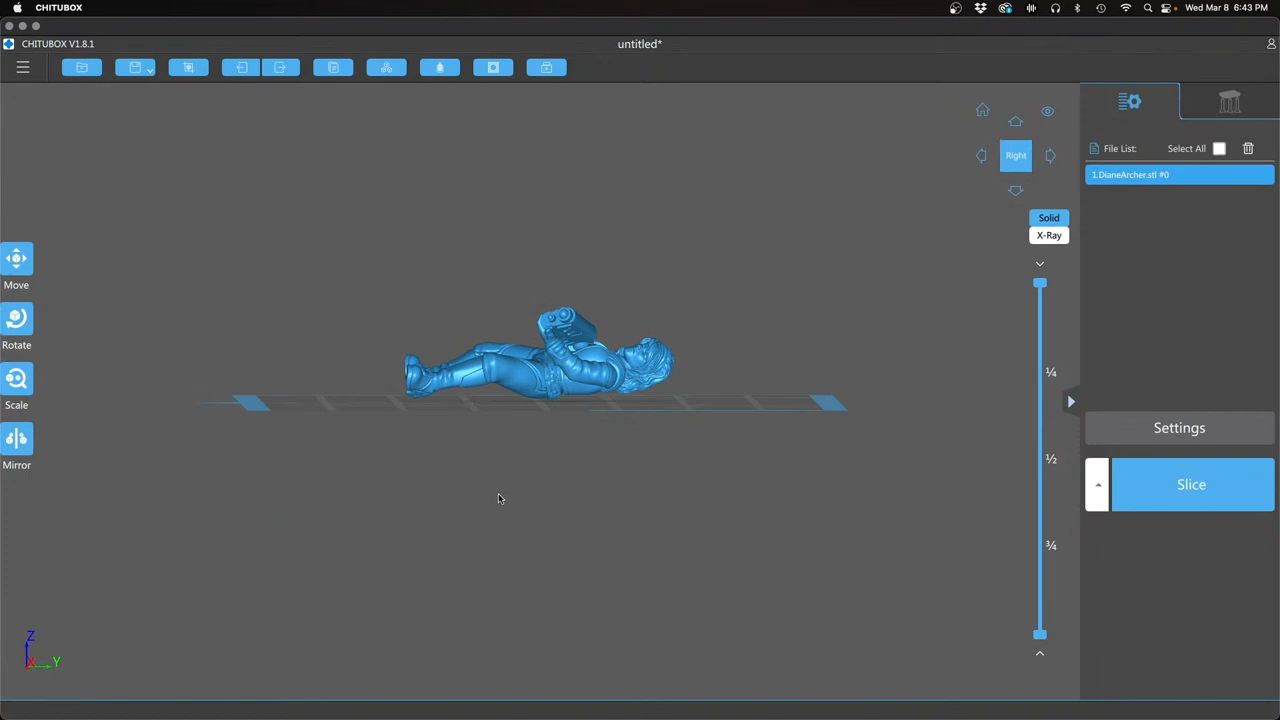 CHITUBOX
Wed Mar 8 6:43 PM
CHITUBOX V1.8.1
untitled*
Right
File List:
Select All
1.DianeArcher.stl #0
Solid
X-Ray
Move
Rotate
Scale
Mirror
¼
½
¾
Settings
Slice
Z
X
Y